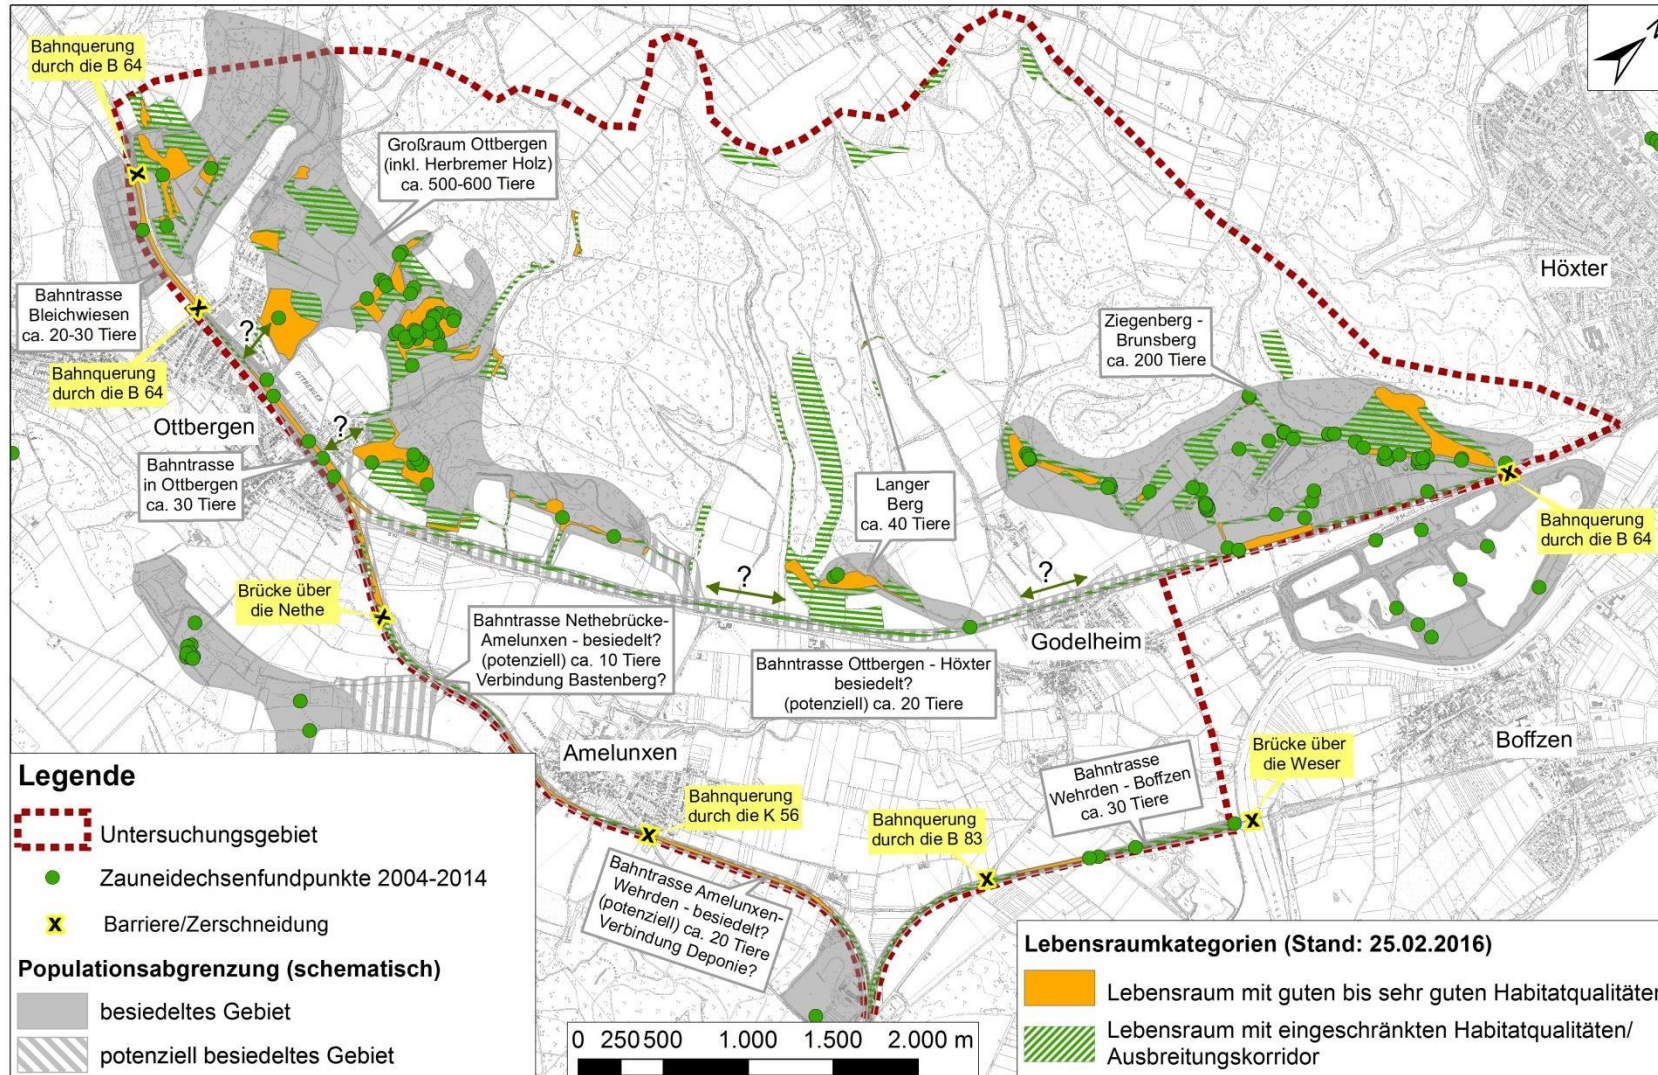 Bahnquerung
durch die B 64
N
Großraum Ottbergen
(inkl. Herbremer Holz)
ca. 500-600 Tiere
Höxter
Bahntrasse
Bleichwiesen
ca. 20-30 Tiere
?
Ziegenberg -
Brunsberg
ca. 200 Tiere
Bahnquerung
durch die B 64
OTTBERGEN
Ottbergen
?
Bahntrasse
in Ottbergen
ca. 30 Tiere
Langer
Berg
ca. 40 Tiere
Bahnquerung
durch die B 64
?
?
Brücke über
die Nethe
Bahntrasse Nethebrücke-
Amelunxen - besiedelt?
(potenziell) ca. 10 Tiere
Verbindung Bastenberg?
Godelheim
Bahntrasse Ottbergen - Höxter
besiedelt?
(potenziell) ca. 20 Tiere
Amelunxen
Boffzen
Brücke über
die Weser
Bahntrasse
Wehrden - Boffzen
ca. 30 Tiere
Bahnquerung
durch die K 56
Bahnquerung
durch die B 83
Bahntrasse Amelunxen-
Wehrden - besiedelt?
(potenziell) ca. 20 Tiere
Verbindung Deponie?
Legende
Untersuchungsgebiet
Zauneidechsenfundpunkte 2004-2014
x Barriere/Zerschneidung
Populationsabgrenzung (schematisch)
besiedeltes Gebiet
potenziell besiedeltes Gebiet
0 250 500 1.000 1.500 2.000 m
Lebensraumkategorien (Stand: 25.02.2016)
Lebensraum mit guten bis sehr guten Habitatqualitäten
Lebensraum mit eingeschränkten Habitatqualitäten/
Ausbreitungskorridor